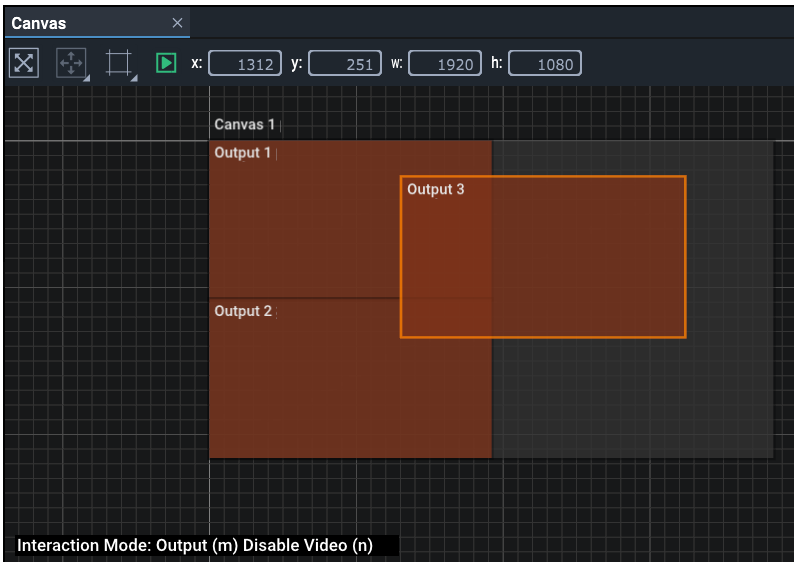 Canvas
x: 1312 y: 251 w: 1920 h: 1080
Canvas 1
Output 1
Output 3
Output 2
Interaction Mode: Output (m) Disable Video (n)